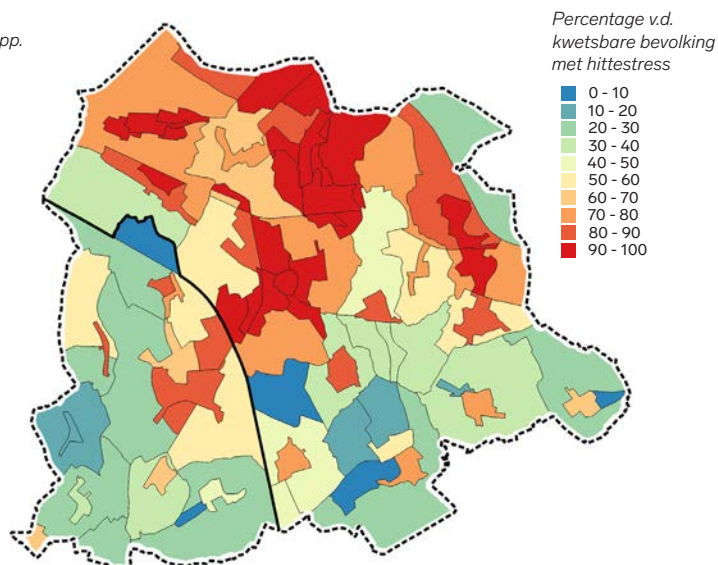 pp.
Percentage v.d.
kwetsbare bevolking
met hittestress
0 - 10
10 - 20
20 - 30
30 - 40
40 - 50
50 - 60
60 - 70
70 - 80
80 - 90
90 - 100